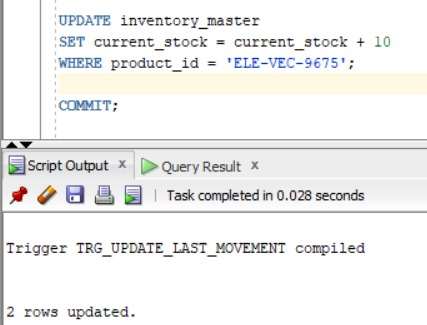 UPDATE inventory_master
SET current_stock = current_stock + 10
WHERE product_id = 'ELE-VEC-9675';
COMMIT;
Script Output x Query Result x
Task completed in 0.028 seconds
Trigger TRG_UPDATE_LAST_MOVEMENT compiled
2 rows updated.